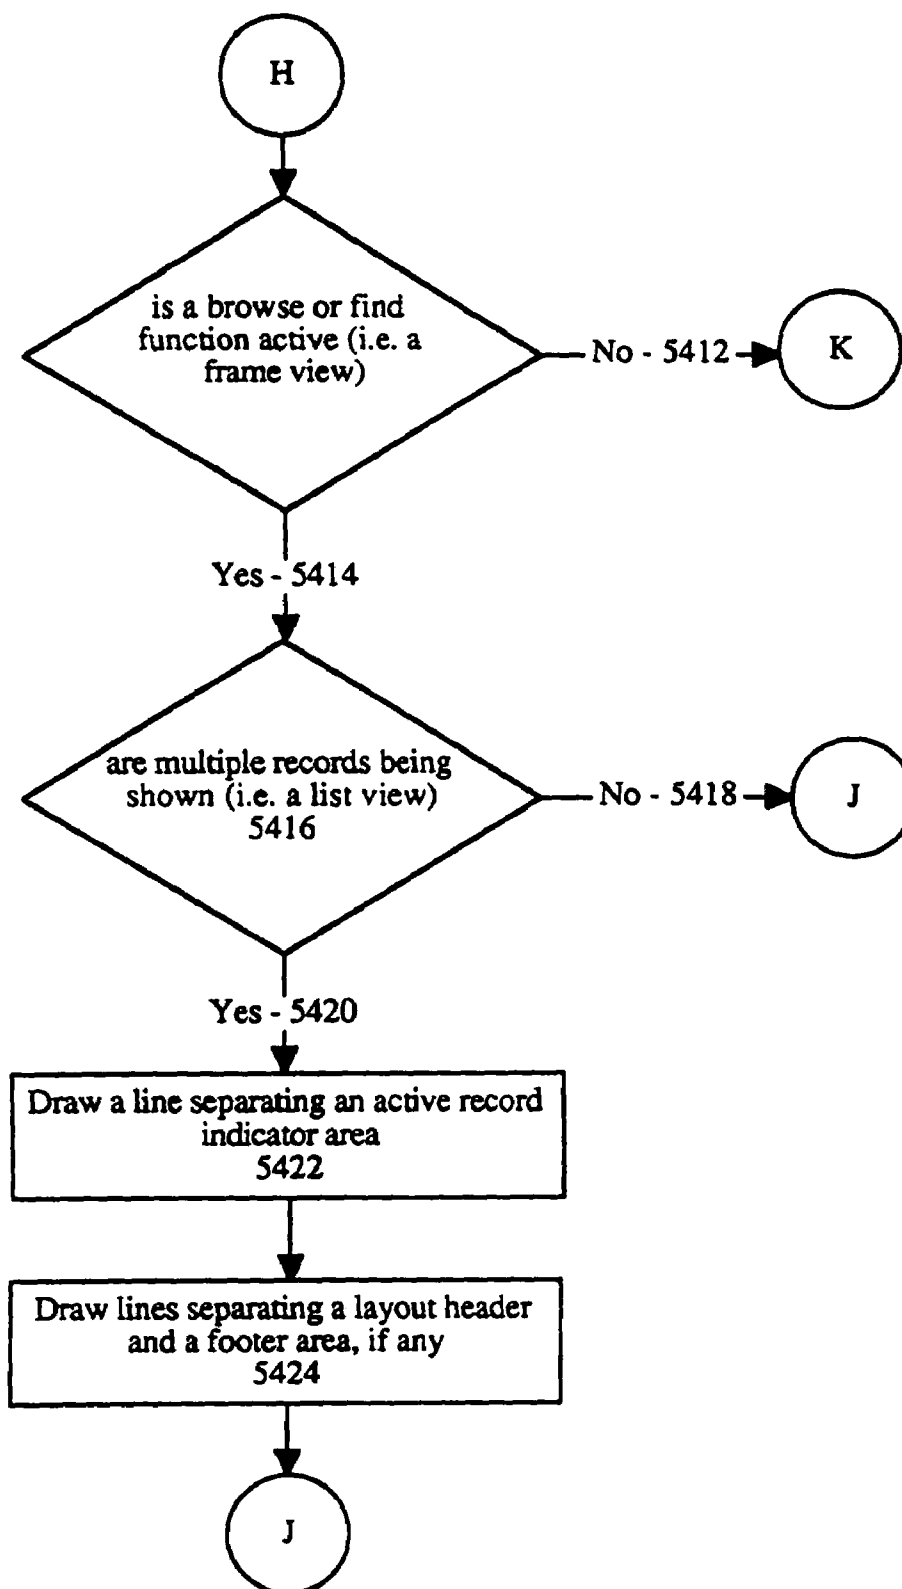 H
is a browse or find
function active (i.e. a
frame view)
No - 5412
K
Yes - 5414
are multiple records being
shown (i.e. a list view)
5416
No - 5418
J
Yes - 5420
Draw a line separating an active record
indicator area
5422
Draw lines separating a layout header
and a footer area, if any
5424
J